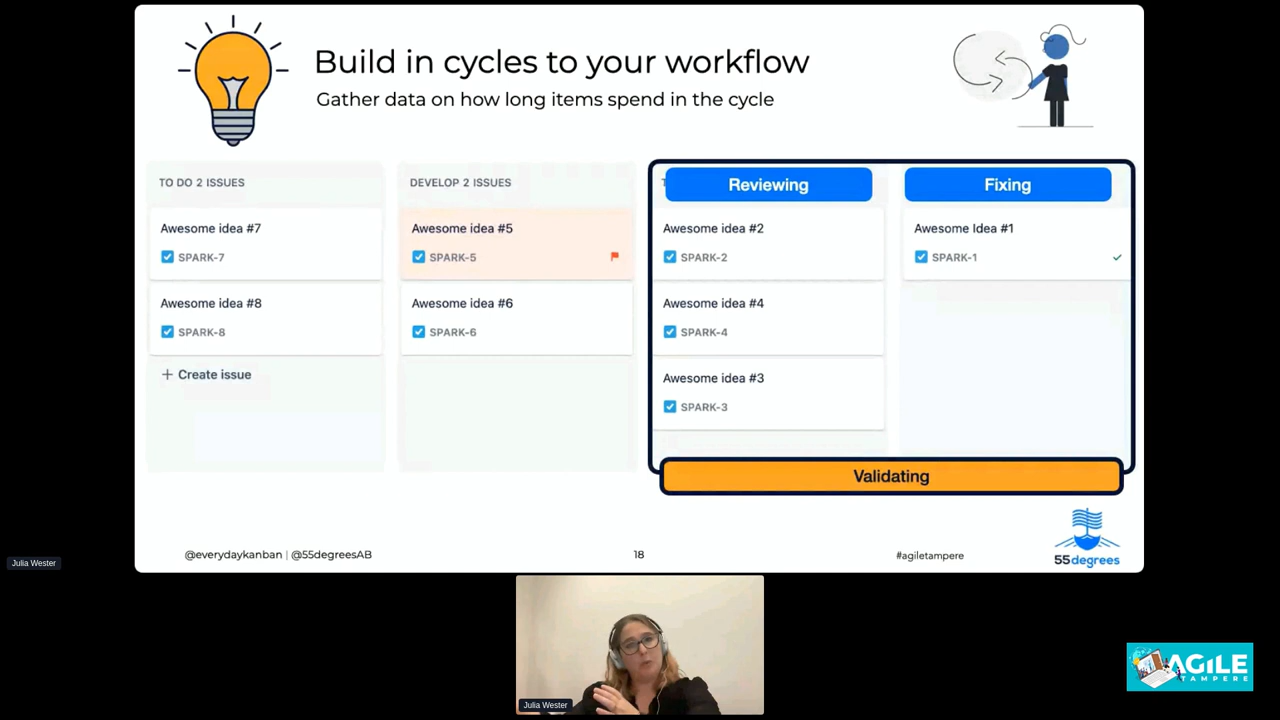 Build in cycles to your workflow
Gather data on how long items spend in the cycle
TO DO 2 ISSUES
Awesome idea #7
SPARK-7
Awesome idea #8
SPARK-8
+ Create issue
DEVELOP 2 ISSUES
Awesome idea #5
SPARK-5
Awesome idea #6
SPARK-6
Reviewing
Awesome idea #2
SPARK-2
Awesome idea #4
SPARK-4
Awesome idea #3
SPARK-3
Fixing
Awesome Idea #1
SPARK-1
Validating
@everydaykanban | @55degreesAB
18
#agiletampere
55degrees
Julia Wester
Julia Wester
AGILE
TAMPERE